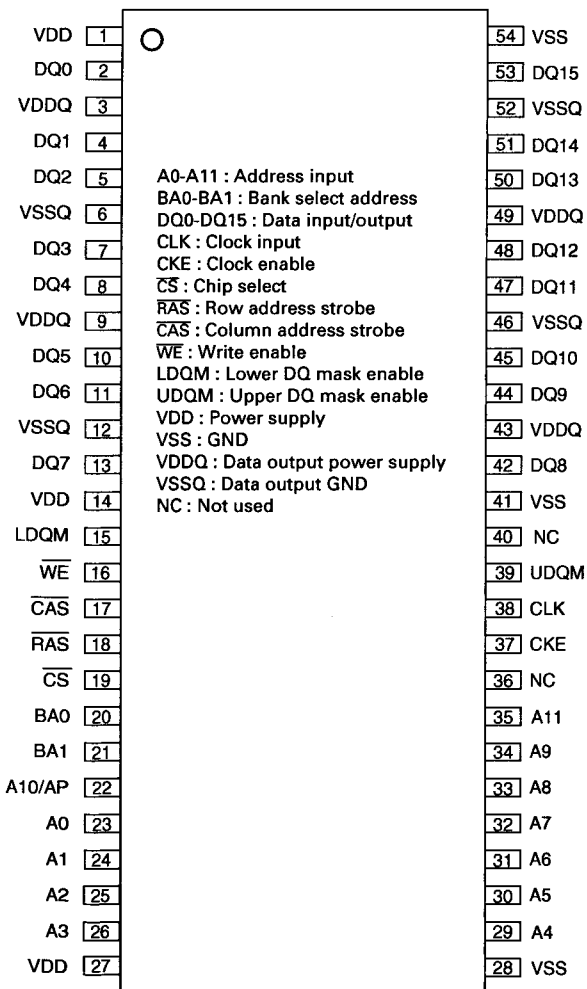 VDD 1
DQ0 2
VDDQ 3
DQ1 4
DQ2 5
VSSQ 6
DQ3 7
DQ4 8
VDDQ 9
DQ5 10
DQ6 11
VSSQ 12
DQ7 13
VDD 14
LDQM 15
W̅E̅ 16
C̅A̅S̅ 17
R̅A̅S̅ 18
C̅S̅ 19
BA0 20
BA1 21
A10/AP 22
A0 23
A1 24
A2 25
A3 26
VDD 27
A0-A11 : Address input
BA0-BA1 : Bank select address
DQ0-DQ15 : Data input/output
CLK : Clock input
CKE : Clock enable
C̅S̅ : Chip select
R̅A̅S̅ : Row address strobe
C̅A̅S̅ : Column address strobe
W̅E̅ : Write enable
LDQM : Lower DQ mask enable
UDQM : Upper DQ mask enable
VDD : Power supply
VSS : GND
VDDQ : Data output power supply
VSSQ : Data output GND
NC : Not used
54 VSS
53 DQ15
52 VSSQ
51 DQ14
50 DQ13
49 VDDQ
48 DQ12
47 DQ11
46 VSSQ
45 DQ10
44 DQ9
43 VDDQ
42 DQ8
41 VSS
40 NC
39 UDQM
38 CLK
37 CKE
36 NC
35 A11
34 A9
33 A8
32 A7
31 A6
30 A5
29 A4
28 VSS